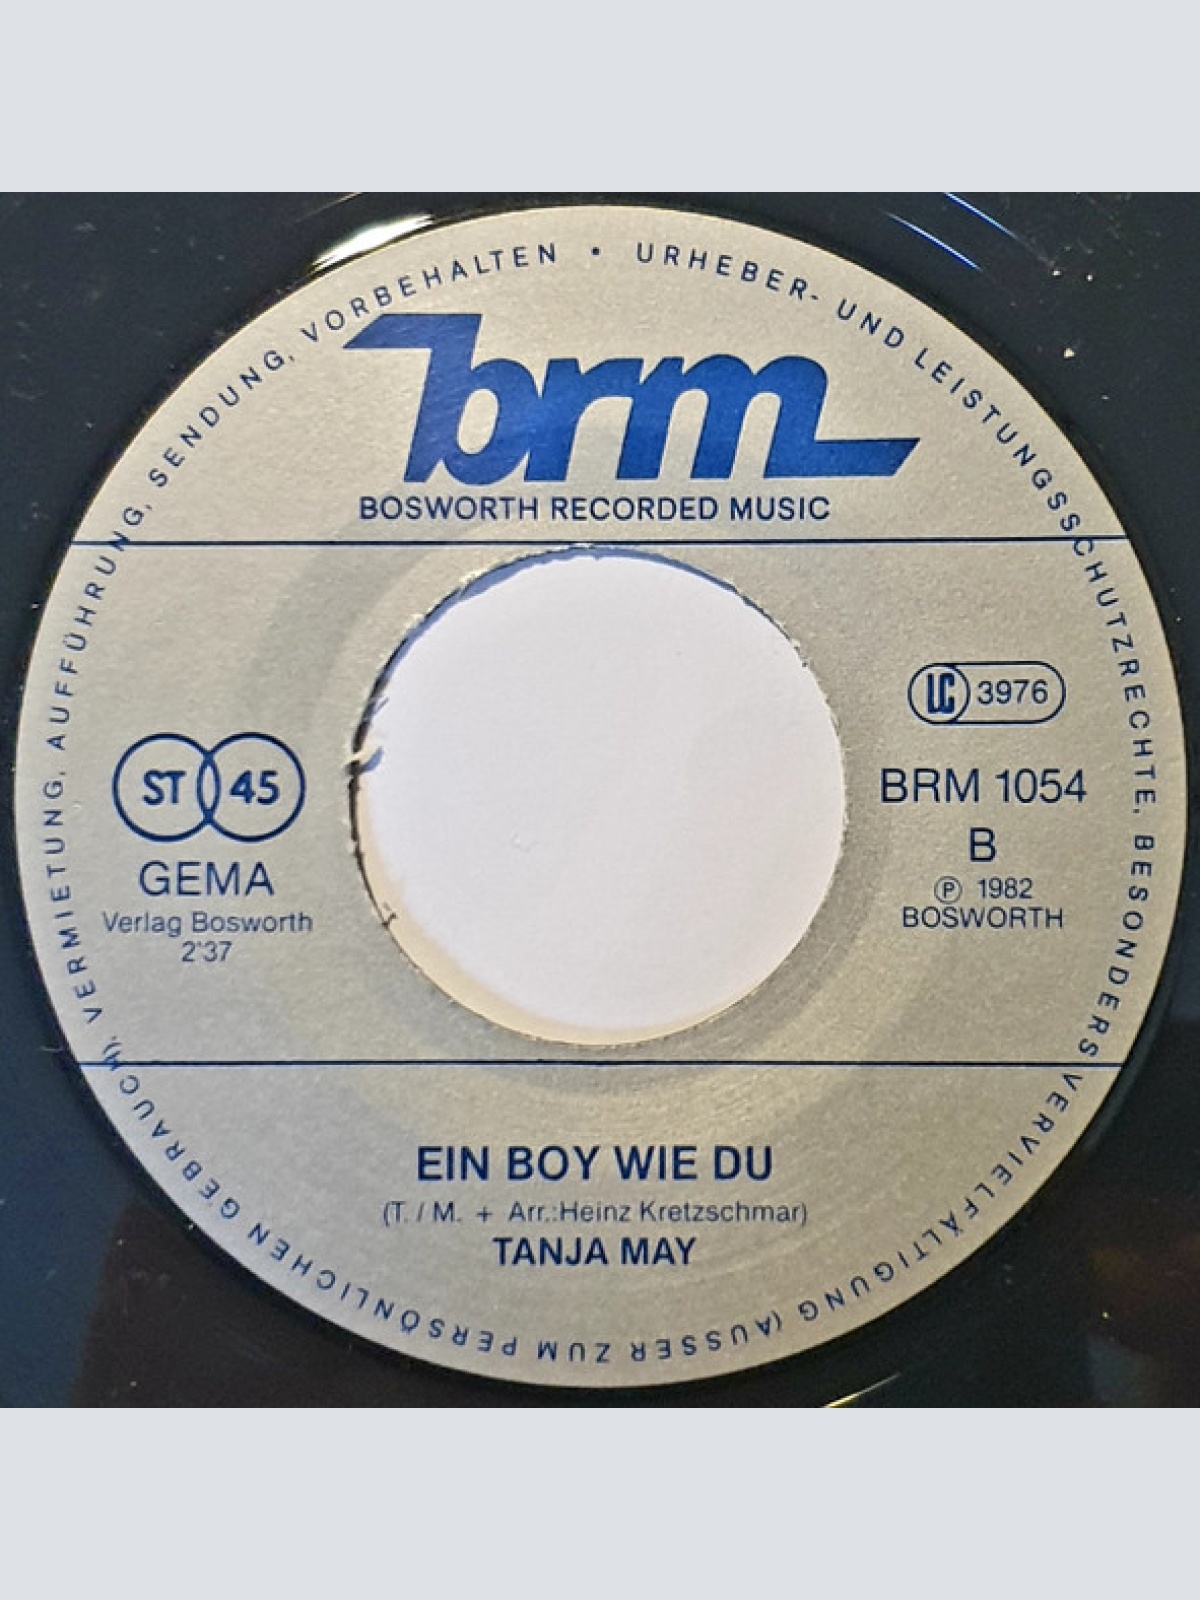 URHEBER- UND LEISTUNGSSCHUTZRECHTE, BESONDERS VERVIELFÄLTIGUNG (AUSSER ZUM PERSÖNLICHEN GEBRAUCH), VERMIETUNG, AUFFÜHRUNG, SENDUNG, VORBEHALTEN •
brm
BOSWORTH RECORDED MUSIC
LC 3976
ST 45
BRM 1054
B
GEMA
Ⓟ 1982
Verlag Bosworth
BOSWORTH
2'37
EIN BOY WIE DU
(T. / M. + Arr.:Heinz Kretzschmar)
TANJA MAY